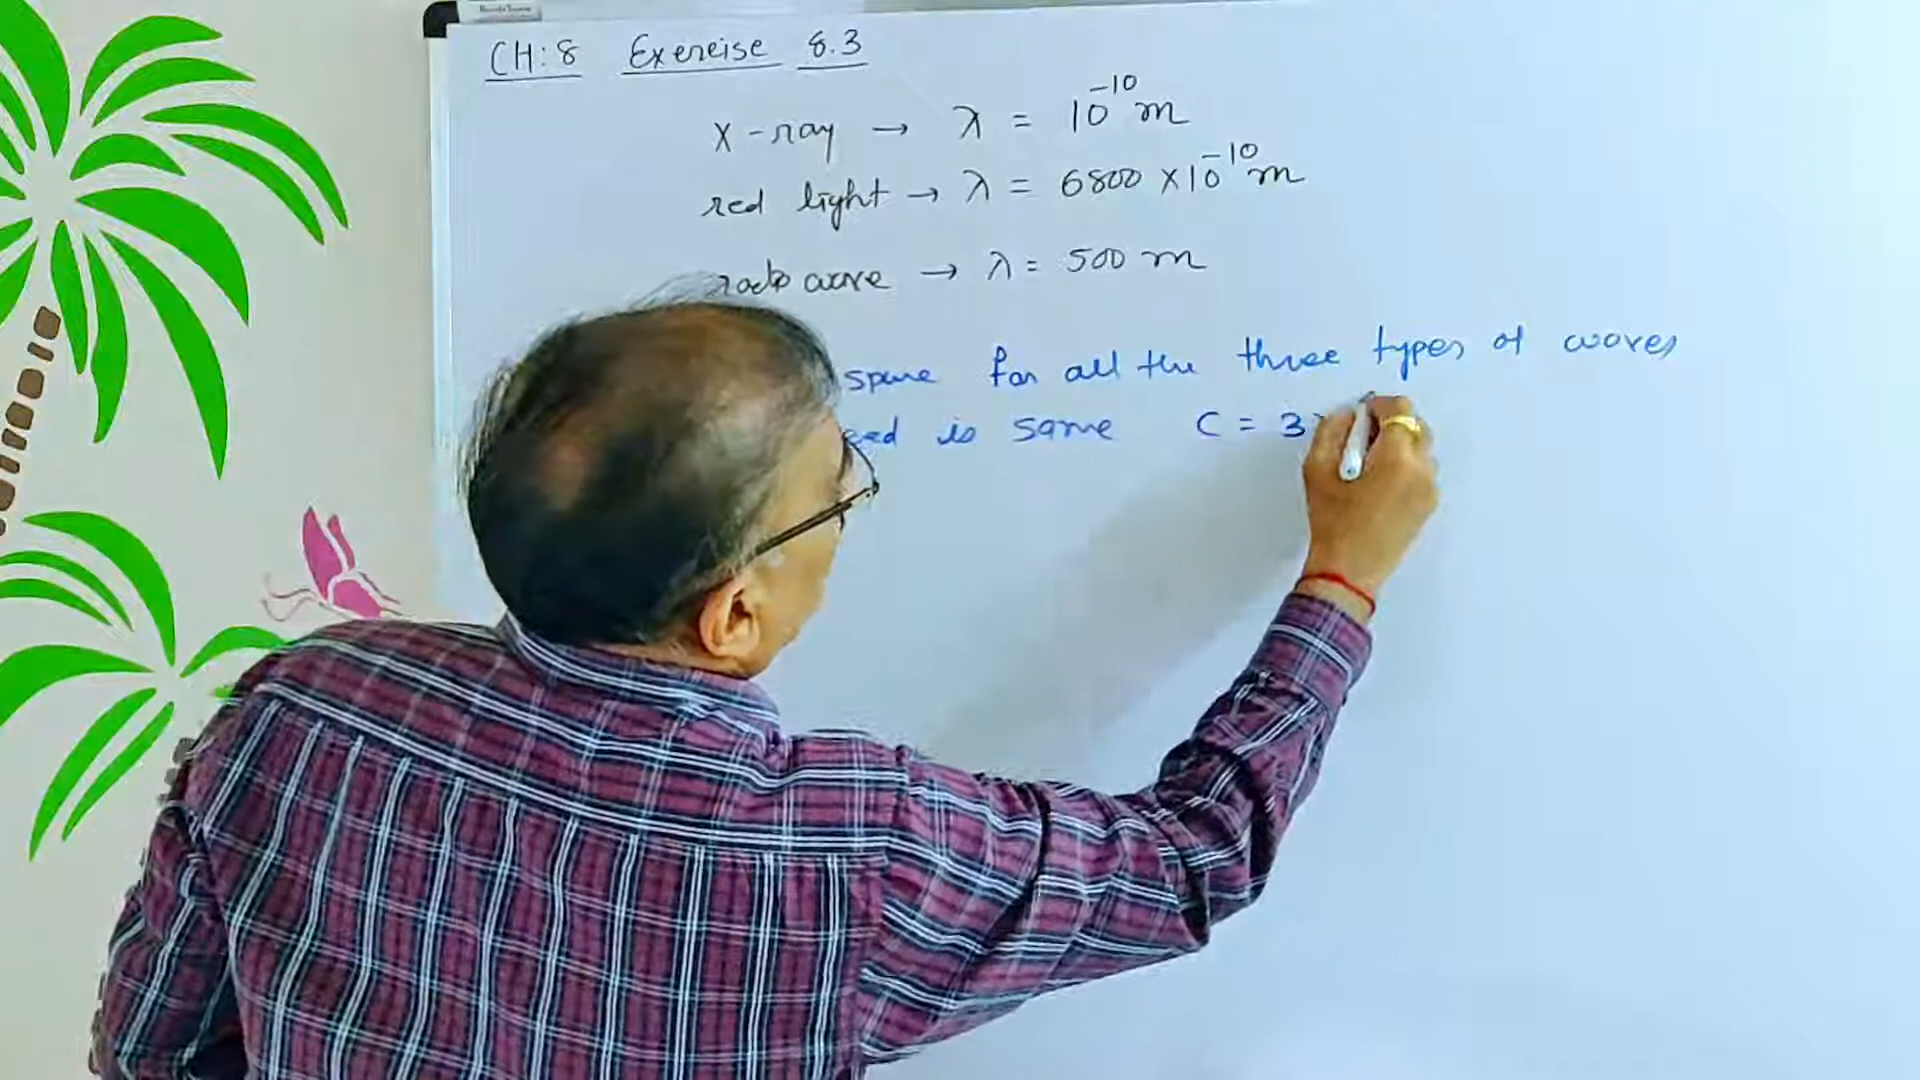 CH: 8 Exercise 8.3
X-ray → λ = 10⁻¹⁰ m
red light → λ = 6800 × 10⁻¹⁰ m
wave → λ = 500 m
for all the three types of waves
is same C = 3